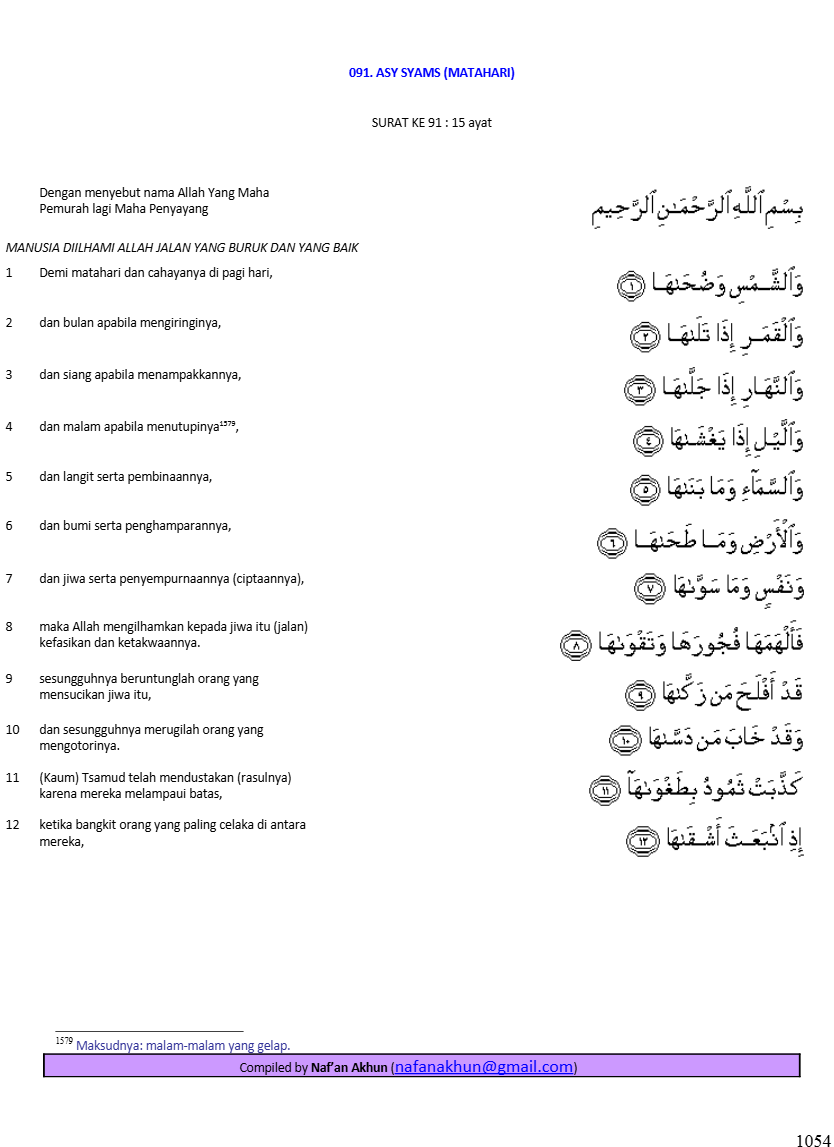 091. ASY SYAMS (MATAHARI)
SURAT KE 91 : 15 ayat
Dengan menyebut nama Allah Yang Maha
Pemurah lagi Maha Penyayang
بِسْمِ ٱللَّهِ ٱلرَّحْمَـٰنِ ٱلرَّحِيمِ
MANUSIA DIILHAMI ALLAH JALAN YANG BURUK DAN YANG BAIK
1 Demi matahari dan cahayanya di pagi hari,
وَٱلشَّمْسِ وَضُحَىٰهَا ﴿١﴾
2 dan bulan apabila mengiringinya,
وَٱلْقَمَرِ إِذَا تَلَىٰهَا ﴿٢﴾
3 dan siang apabila menampakkannya,
وَٱلنَّهَارِ إِذَا جَلَّىٰهَا ﴿٣﴾
4 dan malam apabila menutupinya¹⁵⁷⁹,
وَٱلَّيْلِ إِذَا يَغْشَىٰهَا ﴿٤﴾
5 dan langit serta pembinaannya,
وَٱلسَّمَآءِ وَمَا بَنَىٰهَا ﴿٥﴾
6 dan bumi serta penghamparannya,
وَٱلْأَرْضِ وَمَا طَحَىٰهَا ﴿٦﴾
7 dan jiwa serta penyempurnaannya (ciptaannya),
وَنَفْسٍ وَمَا سَوَّىٰهَا ﴿٧﴾
8 maka Allah mengilhamkan kepada jiwa itu (jalan)
kefasikan dan ketakwaannya.
فَأَلْهَمَهَا فُجُورَهَا وَتَقْوَىٰهَا ﴿٨﴾
9 sesungguhnya beruntunglah orang yang
mensucikan jiwa itu,
قَدْ أَفْلَحَ مَن زَكَّىٰهَا ﴿٩﴾
10 dan sesungguhnya merugilah orang yang
mengotorinya.
وَقَدْ خَابَ مَن دَسَّىٰهَا ﴿١٠﴾
11 (Kaum) Tsamud telah mendustakan (rasulnya)
karena mereka melampaui batas,
كَذَّبَتْ ثَمُودُ بِطَغْوَىٰهَآ ﴿١١﴾
12 ketika bangkit orang yang paling celaka di antara
mereka,
إِذِ ٱنۢبَعَثَ أَشْقَىٰهَا ﴿١٢﴾
¹⁵⁷⁹ Maksudnya: malam-malam yang gelap.
Compiled by Naf’an Akhun (nafanakhun@gmail.com)
1054